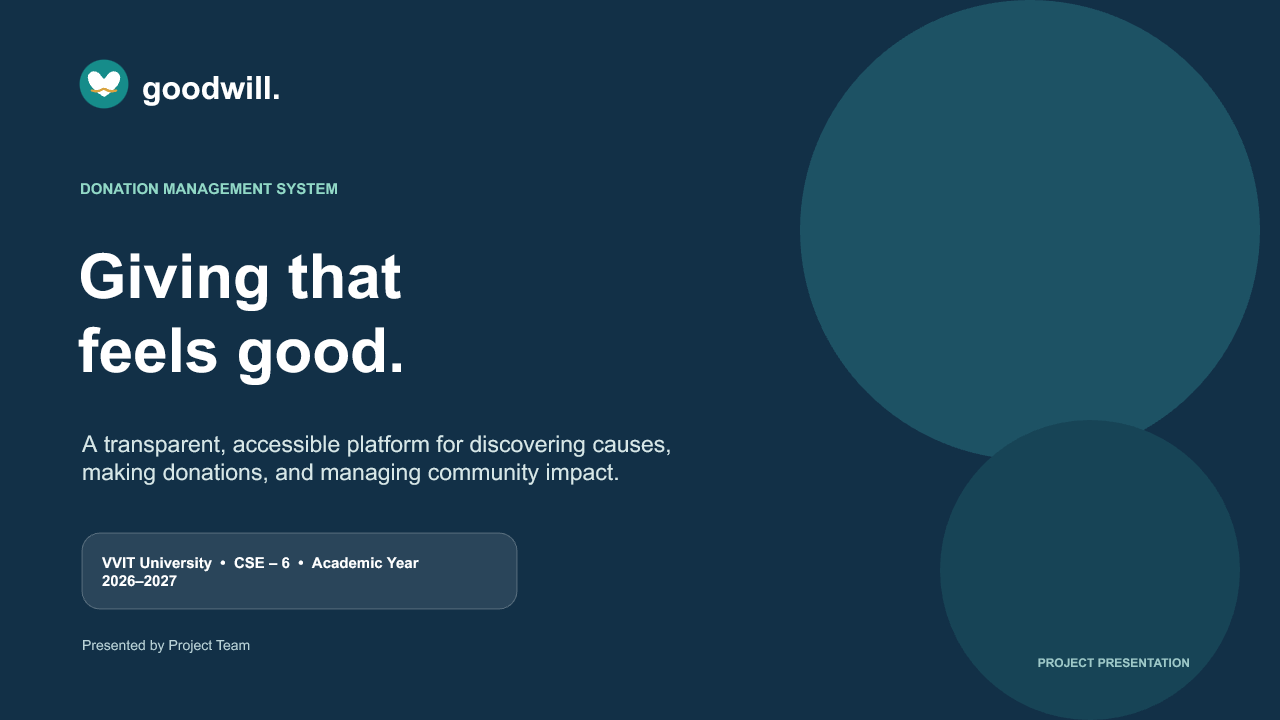 goodwill.
DONATION MANAGEMENT SYSTEM
Giving that
feels good.
A transparent, accessible platform for discovering causes,
making donations, and managing community impact.
VVIT University • CSE – 6 • Academic Year
2026–2027
Presented by Project Team
PROJECT PRESENTATION